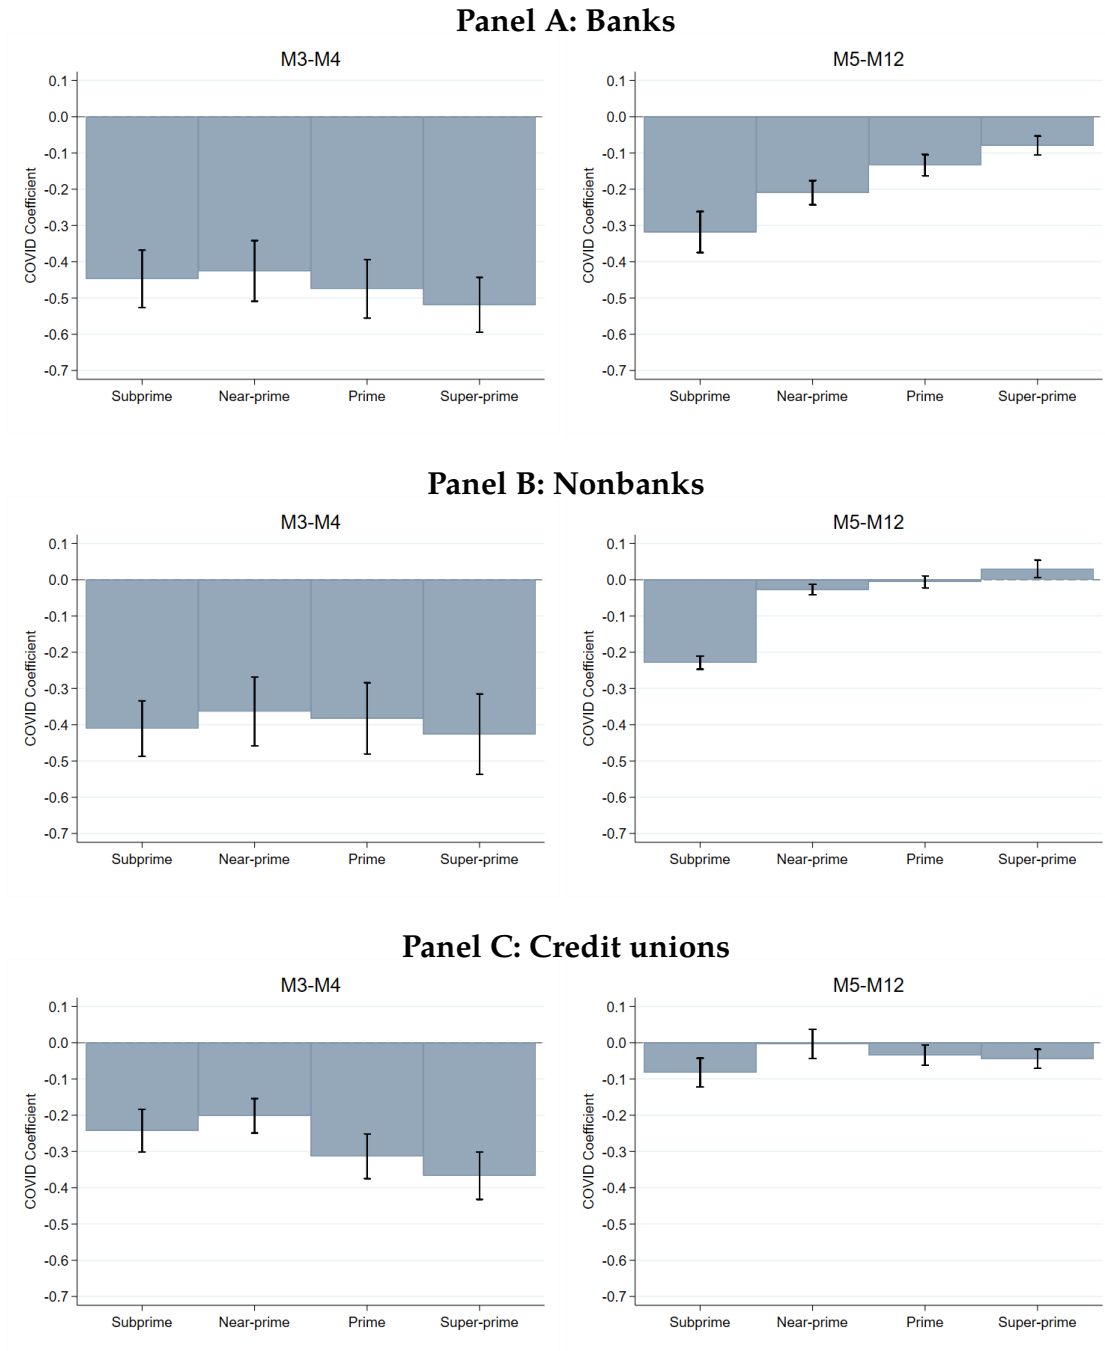 Panel A: Banks
M3-M4
0.1
0.0
-0.1
-0.2
-0.3
-0.4
-0.5
-0.6
-0.7
COVID Coefficient
Subprime Near-prime Prime Super-prime
M5-M12
0.1
0.0
-0.1
-0.2
-0.3
-0.4
-0.5
-0.6
-0.7
COVID Coefficient
Subprime Near-prime Prime Super-prime
Panel B: Nonbanks
M3-M4
0.1
0.0
-0.1
-0.2
-0.3
-0.4
-0.5
-0.6
-0.7
COVID Coefficient
Subprime Near-prime Prime Super-prime
M5-M12
0.1
0.0
-0.1
-0.2
-0.3
-0.4
-0.5
-0.6
-0.7
COVID Coefficient
Subprime Near-prime Prime Super-prime
Panel C: Credit unions
M3-M4
0.1
0.0
-0.1
-0.2
-0.3
-0.4
-0.5
-0.6
-0.7
COVID Coefficient
Subprime Near-prime Prime Super-prime
M5-M12
0.1
0.0
-0.1
-0.2
-0.3
-0.4
-0.5
-0.6
-0.7
COVID Coefficient
Subprime Near-prime Prime Super-prime